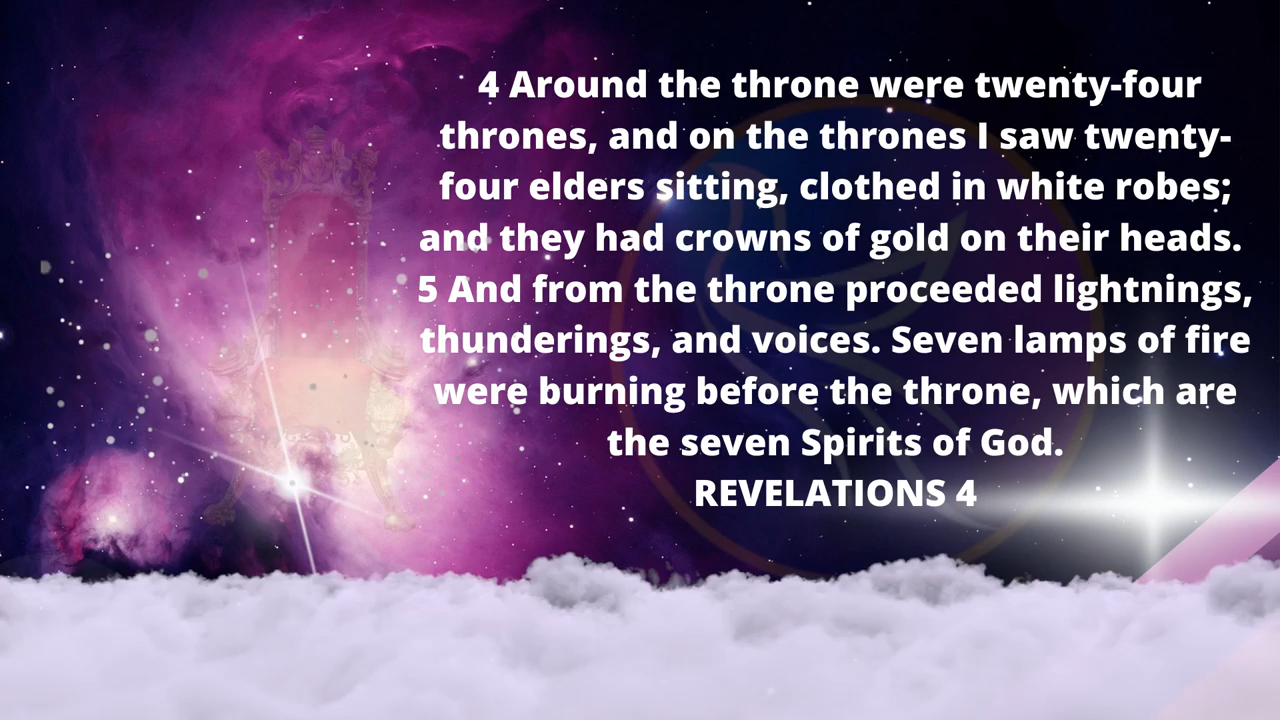 4 Around the throne were twenty-four
thrones, and on the thrones I saw twenty-
four elders sitting, clothed in white robes;
and they had crowns of gold on their heads.
5 And from the throne proceeded lightnings,
thunderings, and voices. Seven lamps of fire
were burning before the throne, which are
the seven Spirits of God.
REVELATIONS 4